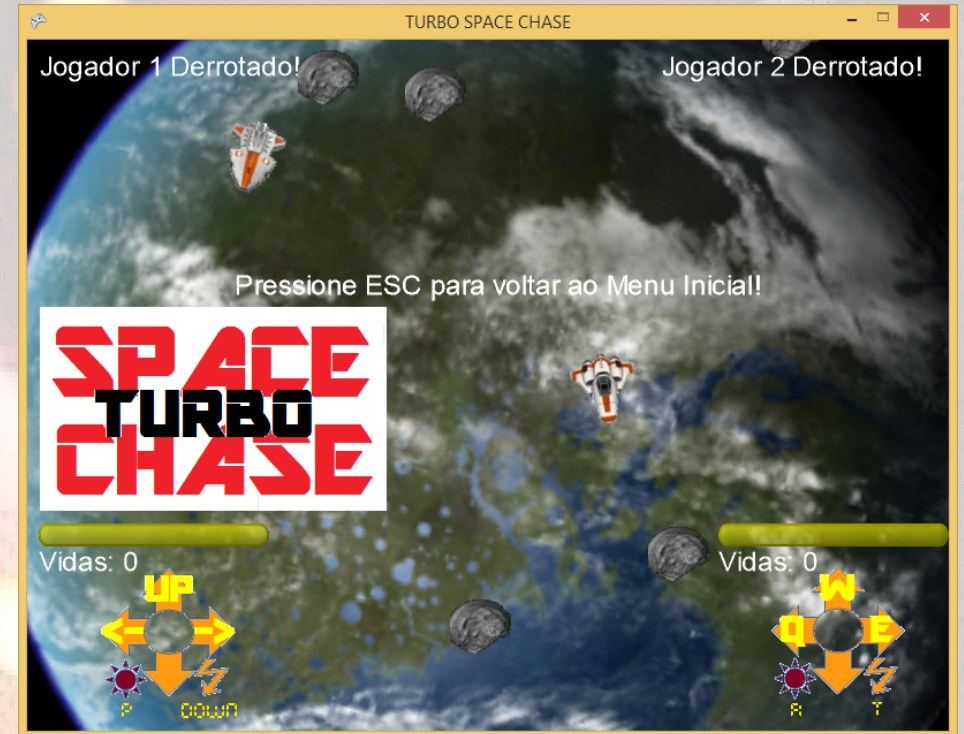 TURBO SPACE CHASE
Jogador 1 Derrotado!
Jogador 2 Derrotado!
Pressione ESC para voltar ao Menu Inicial!
SPACE
TURBO
CHASE
Vidas: 0
Vidas: 0
UP
W
< >
Q E
P DOWN
A T